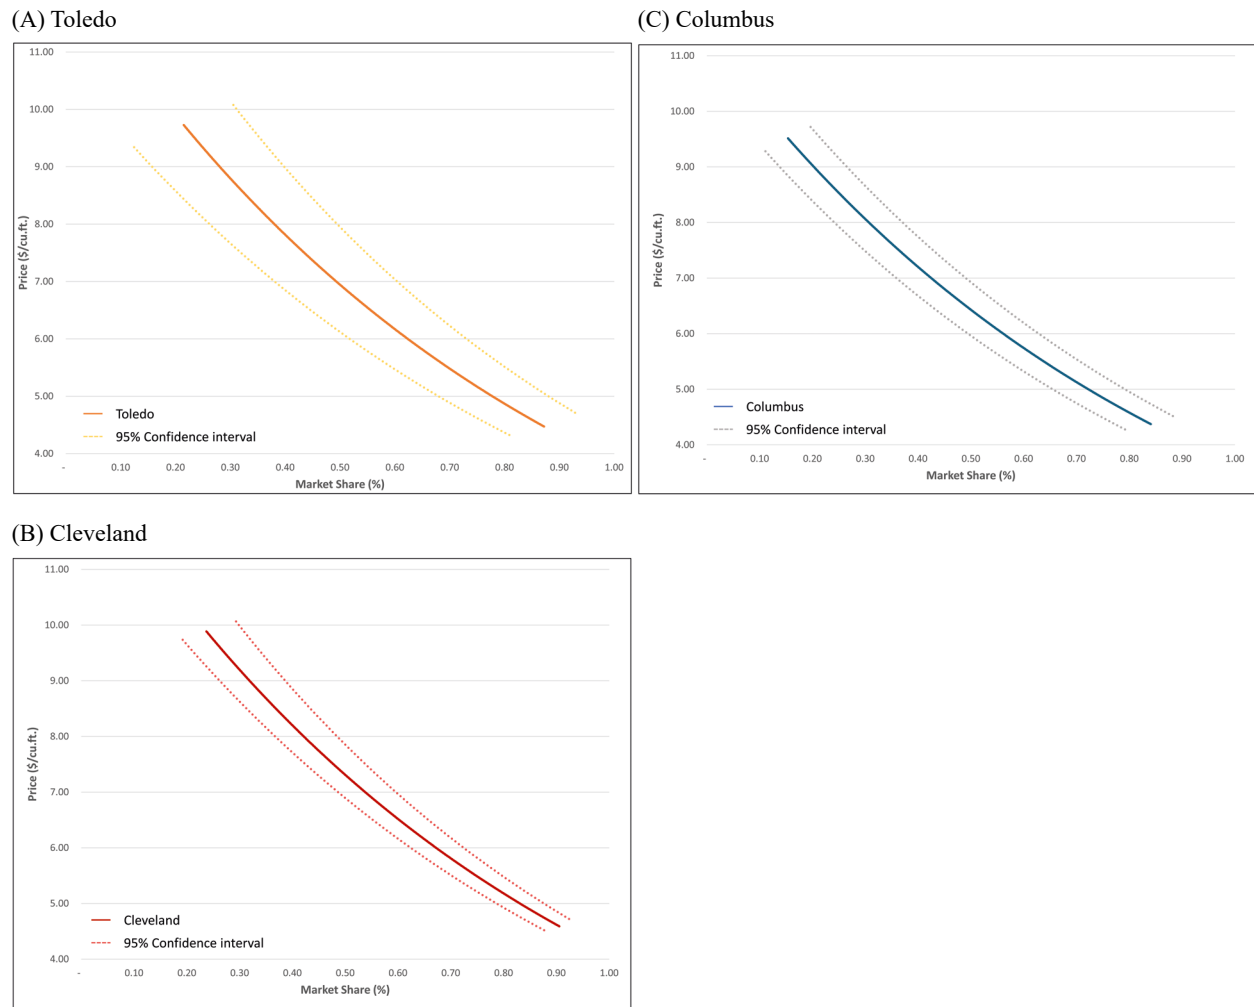 (A) Toledo
11.00
10.00
9.00
8.00
7.00
6.00
5.00
4.00
Price ($/cu.ft.)
Toledo
95% Confidence interval
- 0.10 0.20 0.30 0.40 0.50 0.60 0.70 0.80 0.90 1.00
Market Share (%)
(C) Columbus
11.00
10.00
9.00
8.00
7.00
6.00
5.00
4.00
Price ($/cu.ft.)
Columbus
95% Confidence interval
- 0.10 0.20 0.30 0.40 0.50 0.60 0.70 0.80 0.90 1.00
Market Share (%)
(B) Cleveland
11.00
10.00
9.00
8.00
7.00
6.00
5.00
4.00
Price ($/cu.ft.)
Cleveland
95% Confidence interval
- 0.10 0.20 0.30 0.40 0.50 0.60 0.70 0.80 0.90 1.00
Market Share (%)